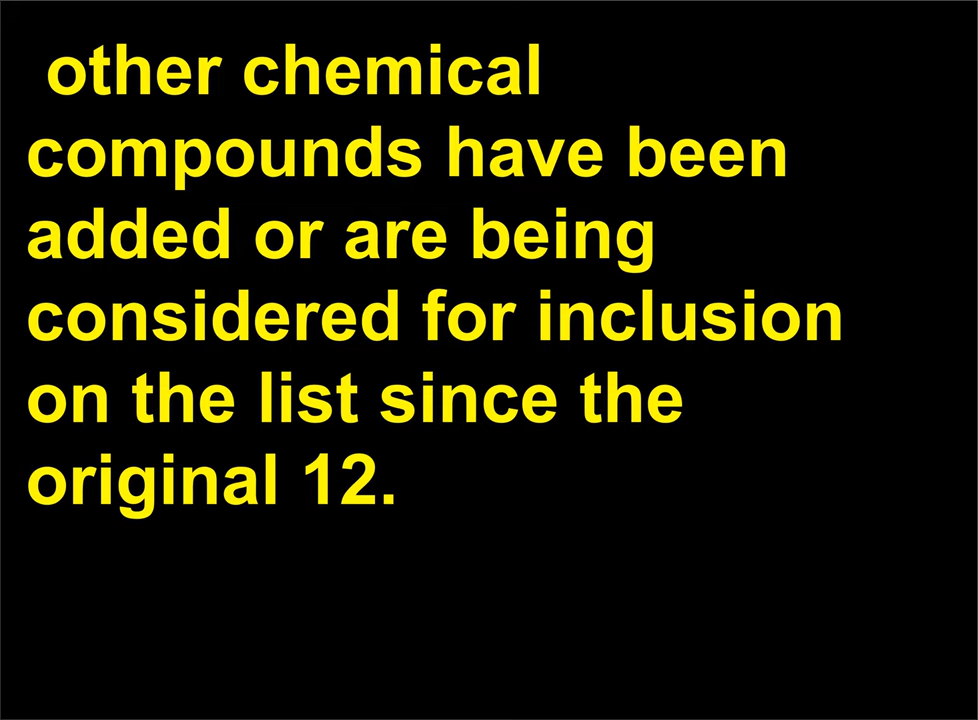 other chemical
compounds have been
added or are being
considered for inclusion
on the list since the
original 12.